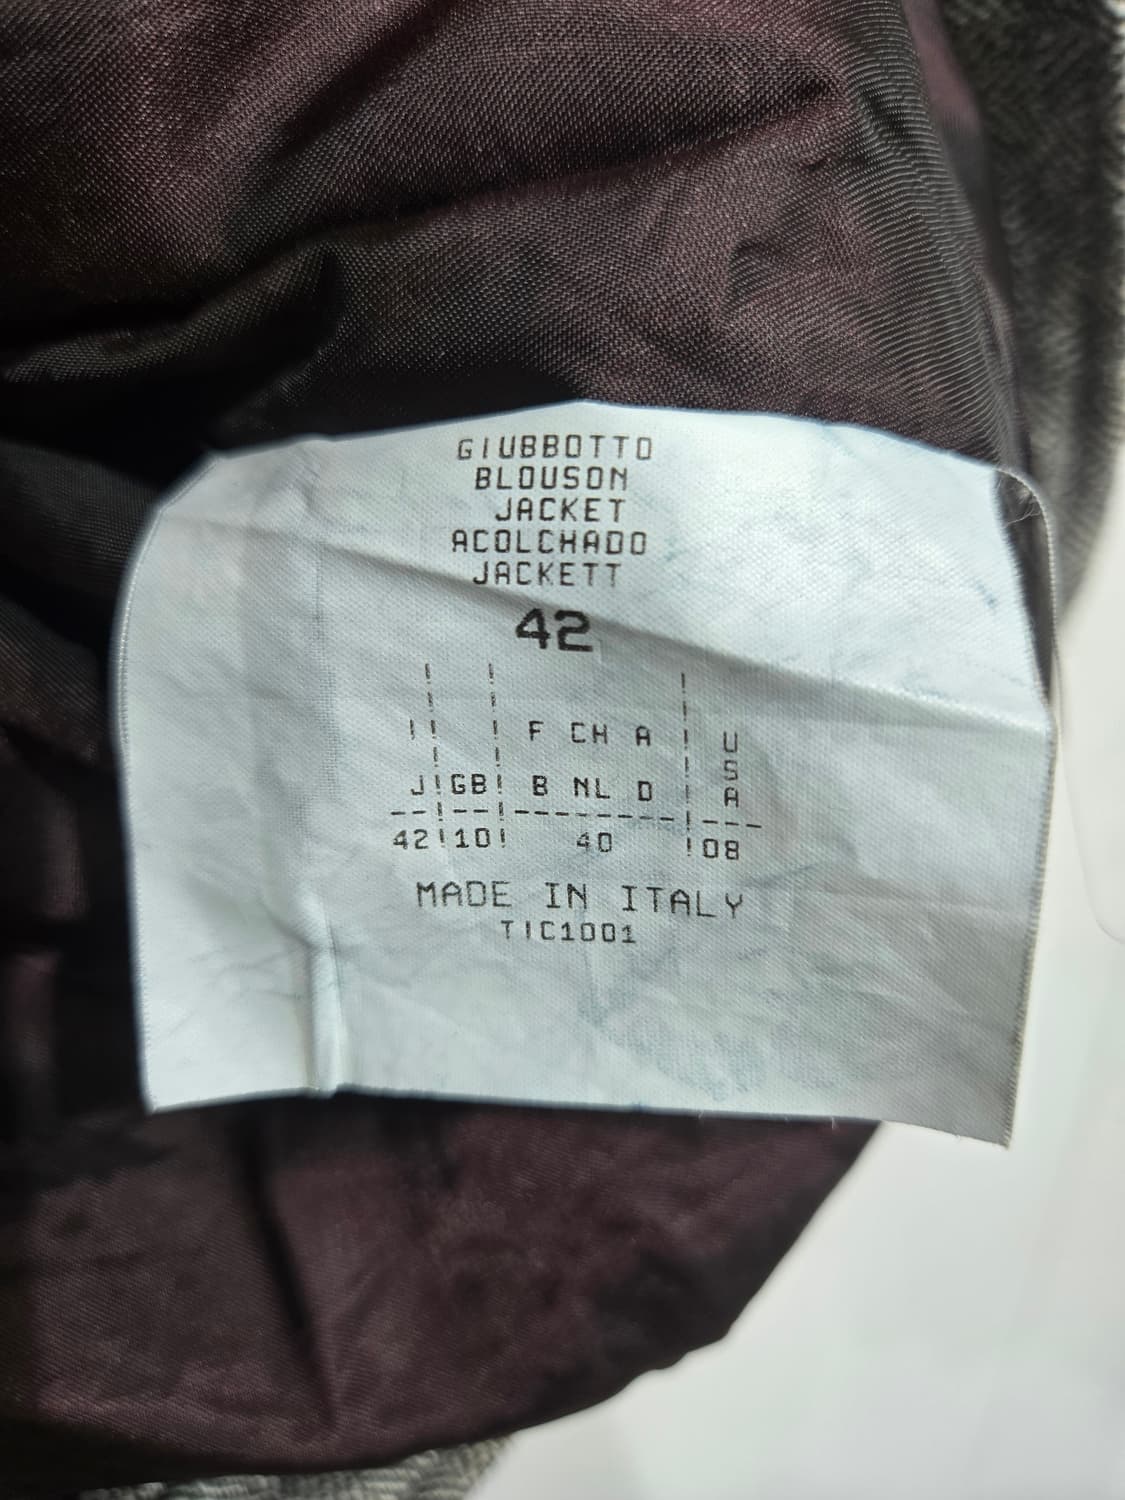 GIUBBOTTO
BLOUSON
JACKET
ACOLCHADO
JACKETT
42
! ! !
! ! !
I! ! F CH A ! U
! ! ! S
J!GB! B NL D ! A
--!--!---------!---
42!10! 40 !08
MADE IN ITALY
TIC1001